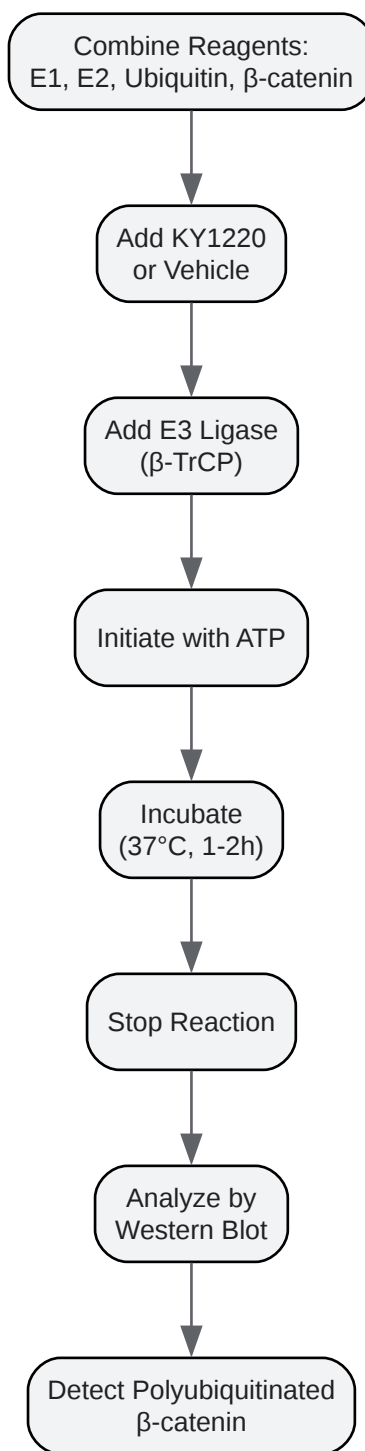 Combine Reagents:
E1, E2, Ubiquitin, β-catenin
Add KY1220
or Vehicle
Add E3 Ligase
(β-TrCP)
Initiate with ATP
Incubate
(37°C, 1-2h)
Stop Reaction
Analyze by
Western Blot
Detect Polyubiquitinated
β-catenin